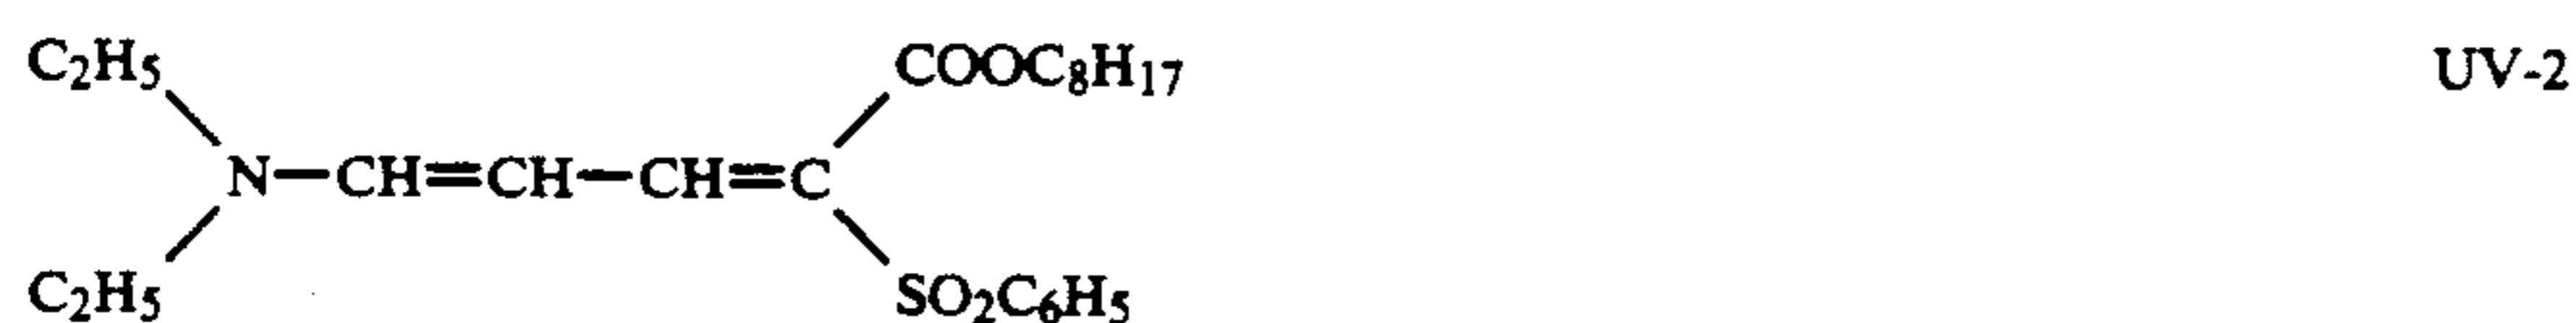 C₂H₅ COOC₈H₁₇ UV-2
N—CH=CH—CH=C
C₂H₅ SO₂C₆H₅